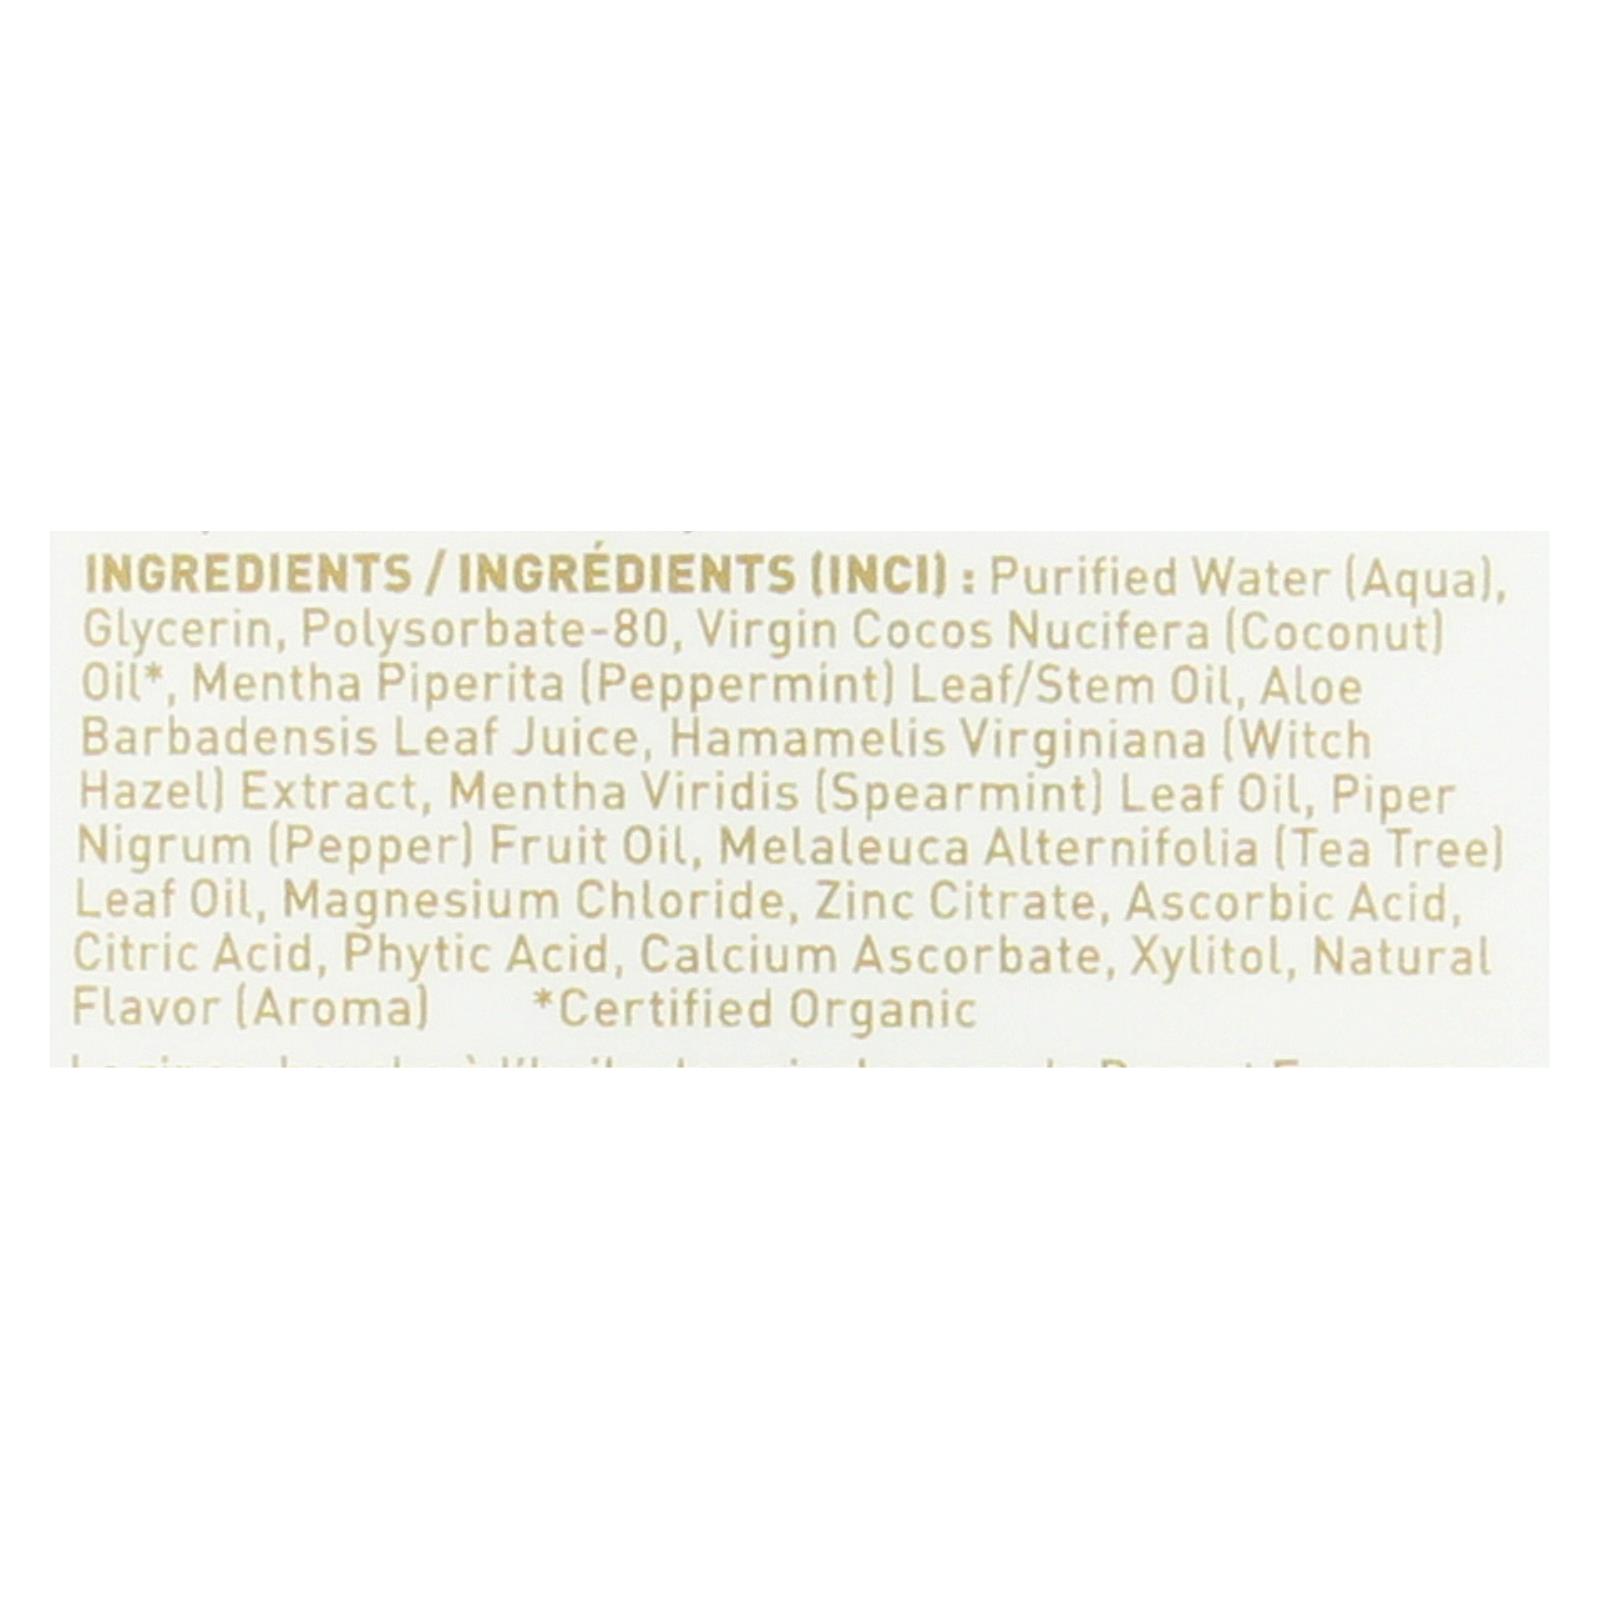 INGREDIENTS / INGRÉDIENTS (INCI) : Purified Water (Aqua),
Glycerin, Polysorbate-80, Virgin Cocos Nucifera (Coconut)
Oil*, Mentha Piperita (Peppermint) Leaf/Stem Oil, Aloe
Barbadensis Leaf Juice, Hamamelis Virginiana (Witch
Hazel) Extract, Mentha Viridis (Spearmint) Leaf Oil, Piper
Nigrum (Pepper) Fruit Oil, Melaleuca Alternifolia (Tea Tree)
Leaf Oil, Magnesium Chloride, Zinc Citrate, Ascorbic Acid,
Citric Acid, Phytic Acid, Calcium Ascorbate, Xylitol, Natural
Flavor (Aroma) *Certified Organic